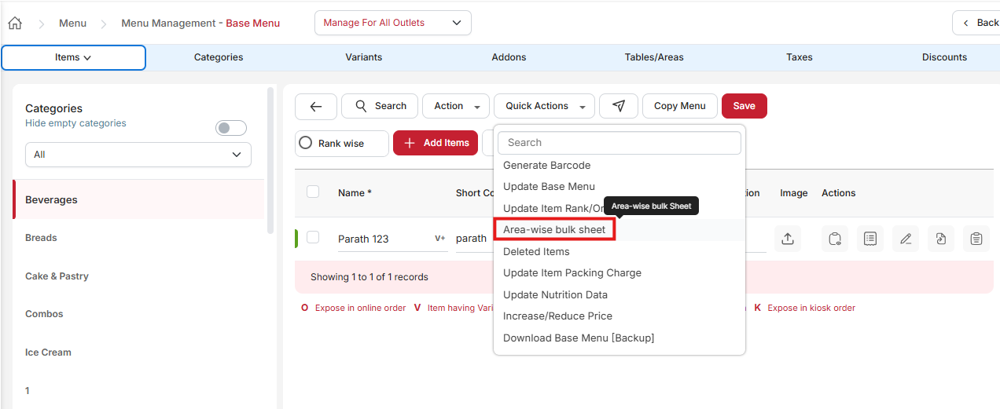 Menu Menu Management - Base Menu Manage For All Outlets Back
Items Categories Variants Addons Tables/Areas Taxes Discounts
Categories
Hide empty categories
All
Beverages
Breads
Cake & Pastry
Combos
Ice Cream
1
Search Action Quick Actions Copy Menu Save
Rank wise Add Items
Search
Generate Barcode
Update Base Menu
Update Item Rank/Or
Area-wise bulk Sheet
Area-wise bulk sheet
Deleted Items
Update Item Packing Charge
Update Nutrition Data
Increase/Reduce Price
Download Base Menu [Backup]
Name * Short Co tion Image Actions
Parath 123 V+ parath
Showing 1 to 1 of 1 records
O Expose in online order V Item having Vari K Expose in kiosk order